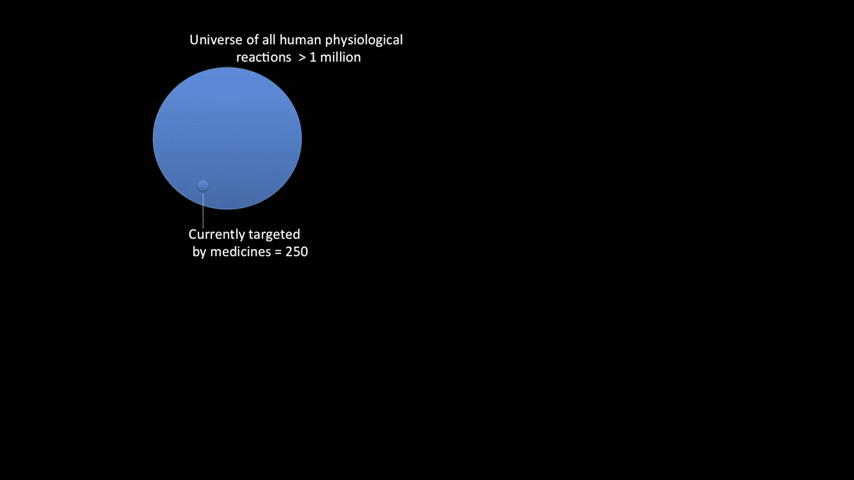 Universe of all human physiological
reactions > 1 million
Currently targeted
by medicines = 250